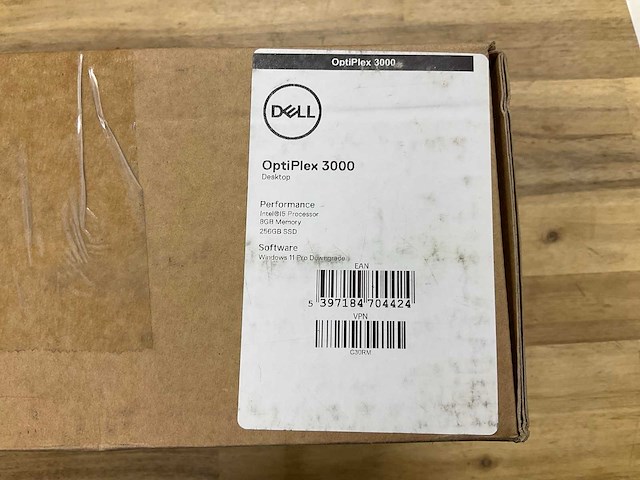 OptiPlex 3000
DELL
OptiPlex 3000
Desktop
Performance
Intel®i5 Processor
8GB Memory
256GB SSD
Software
Windows 11 Pro Downgrade
EAN
5 397184 704424
VPN
G30RM